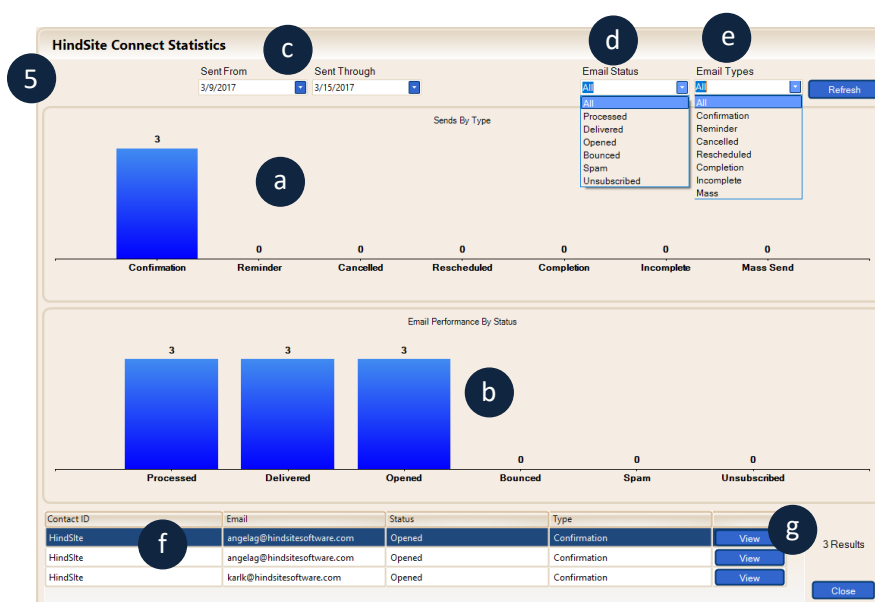 HindSite Connect Statistics
c
d
e
5
Sent From
Sent Through
Email Status
Email Types
3/9/2017
3/15/2017
All
All
Refresh
All
Processed
Delivered
Opened
Bounced
Spam
Unsubscribed
All
Confirmation
Reminder
Cancelled
Rescheduled
Completion
Incomplete
Mass
Sends By Type
a
3 0 0 0 0 0 0
Confirmation Reminder Cancelled Rescheduled Completion Incomplete Mass Send
Email Performance By Status
3 3 3 0 0 0
b
Processed Delivered Opened Bounced Spam Unsubscribed
Contact ID Email Status Type
f
g
HindSIte angelag@hindsitesoftware.com Opened Confirmation View
HindSIte angelag@hindsitesoftware.com Opened Confirmation View
HindSIte karlk@hindsitesoftware.com Opened Confirmation View
3 Results
Close